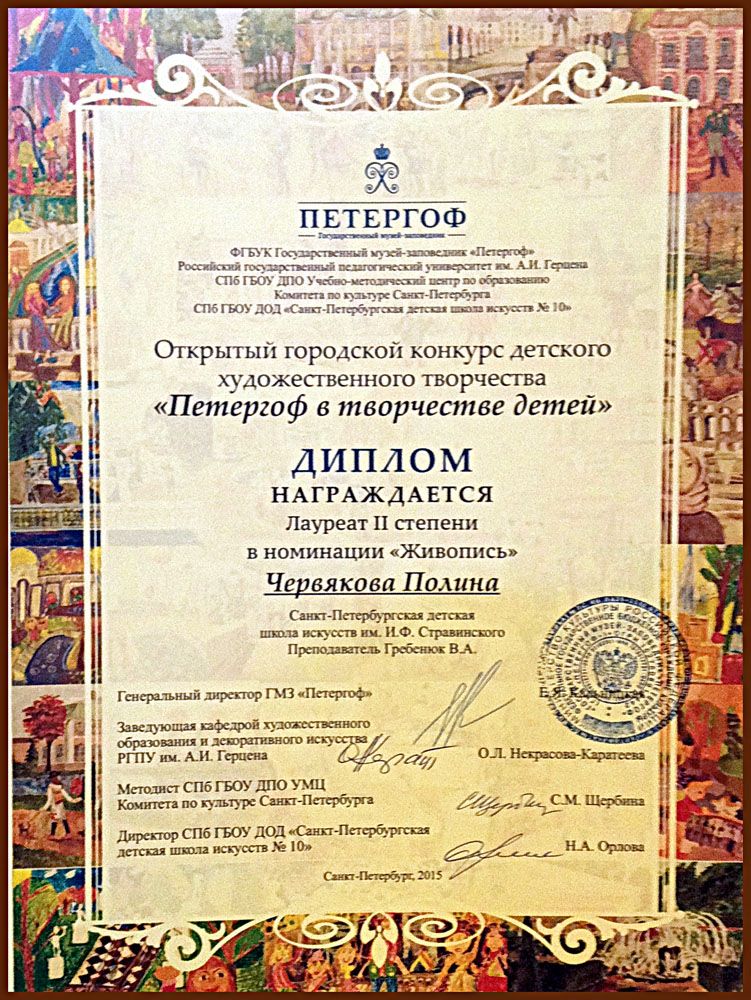 ПЕТЕРГОФ
Государственный музей-заповедник
ФГБУК Государственный музей-заповедник «Петергоф»
Российский государственный педагогический университет им. А.И. Герцена
СПб ГБОУ ДПО Учебно-методический центр по образованию
Комитета по культуре Санкт-Петербурга
СПб ГБОУ ДОД «Санкт-Петербургская детская школа искусств № 10»
Открытый городской конкурс детского
художественного творчества
«Петергоф в творчестве детей»
ДИПЛОМ
НАГРАЖДАЕТСЯ
Лауреат II степени
в номинации «Живопись»
Червякова Полина
Санкт-Петербургская детская
школа искусств им. И.Ф. Стравинского
Преподаватель Гребенюк В.А.
Генеральный директор ГМЗ «Петергоф»
Е.Я. Кальницкая
Заведующая кафедрой художественного
образования и декоративного искусства
РГПУ им. А.И. Герцена
О.Л. Некрасова-Каратеева
Методист СПб ГБОУ ДПО УМЦ
Комитета по культуре Санкт-Петербурга
С.М. Щербина
Директор СПб ГБОУ ДОД «Санкт-Петербургская
детская школа искусств № 10»
Н.А. Орлова
Санкт-Петербург, 2015